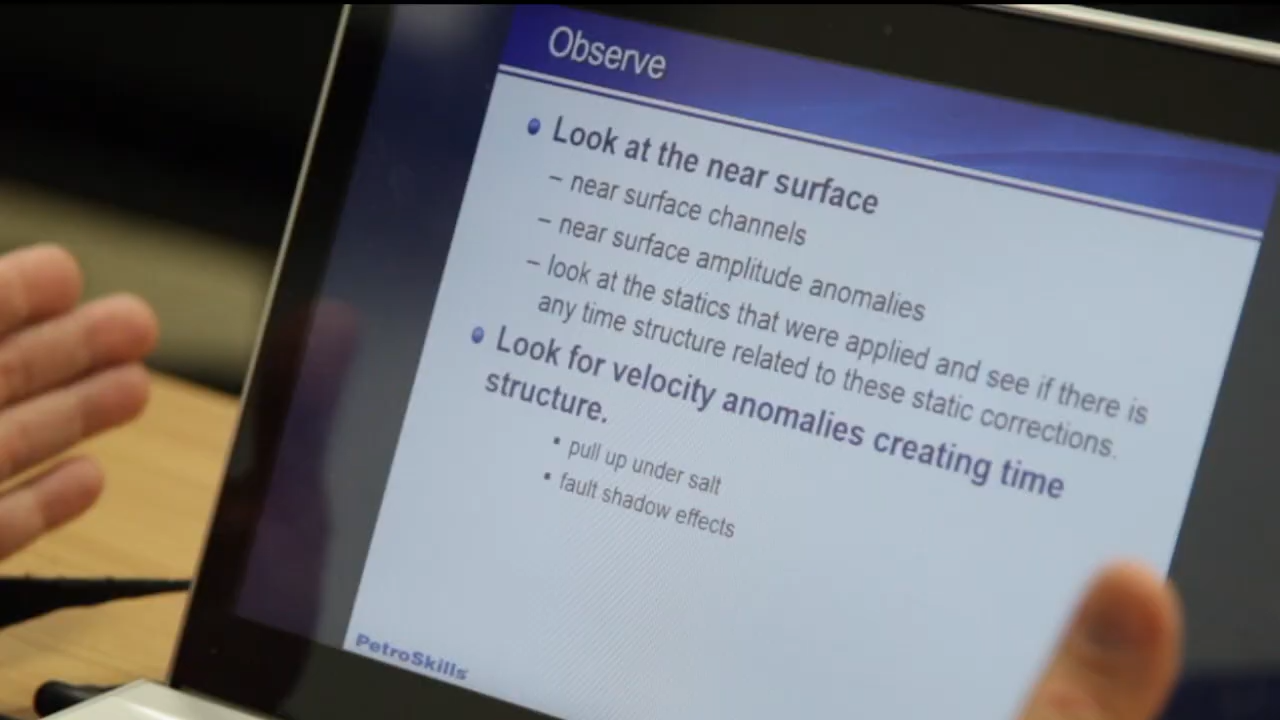 Observe
Look at the near surface
– near surface channels
– near surface amplitude anomalies
– look at the statics that were applied and see if there is
any time structure related to these static corrections.
Look for velocity anomalies creating time
structure.
• pull up under salt
• fault shadow effects
PetroSkills